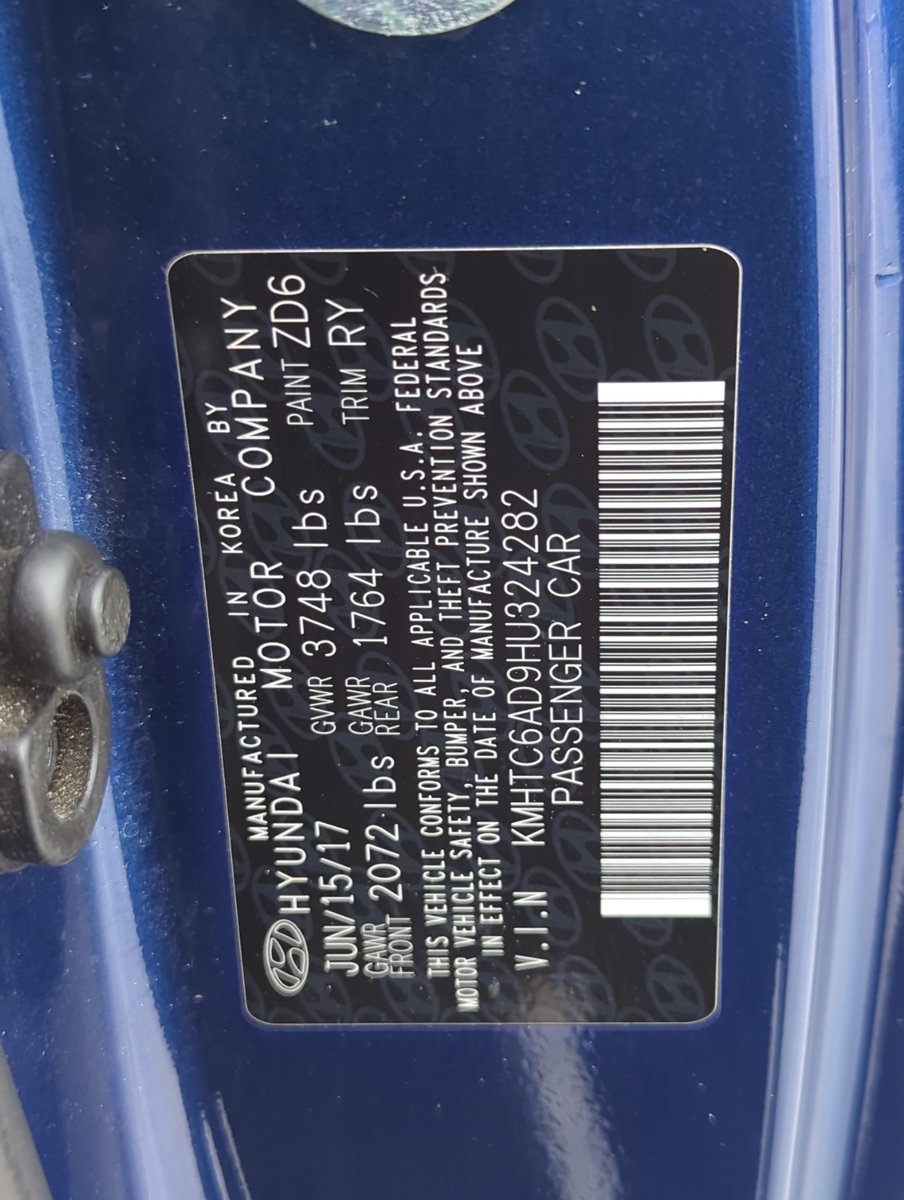 MANUFACTURED IN KOREA BY
HYUNDAI MOTOR COMPANY
JUN/15/17 GVWR 3748 lbs PAINT ZD6
GAWR FRONT 2072 lbs GAWR REAR 1764 lbs TRIM RY
THIS VEHICLE CONFORMS TO ALL APPLICABLE U.S.A. FEDERAL
MOTOR VEHICLE SAFETY, BUMPER, AND THEFT PREVENTION STANDARDS
IN EFFECT ON THE DATE OF MANUFACTURE SHOWN ABOVE
V.I.N KMHTC6AD9HU324282
PASSENGER CAR